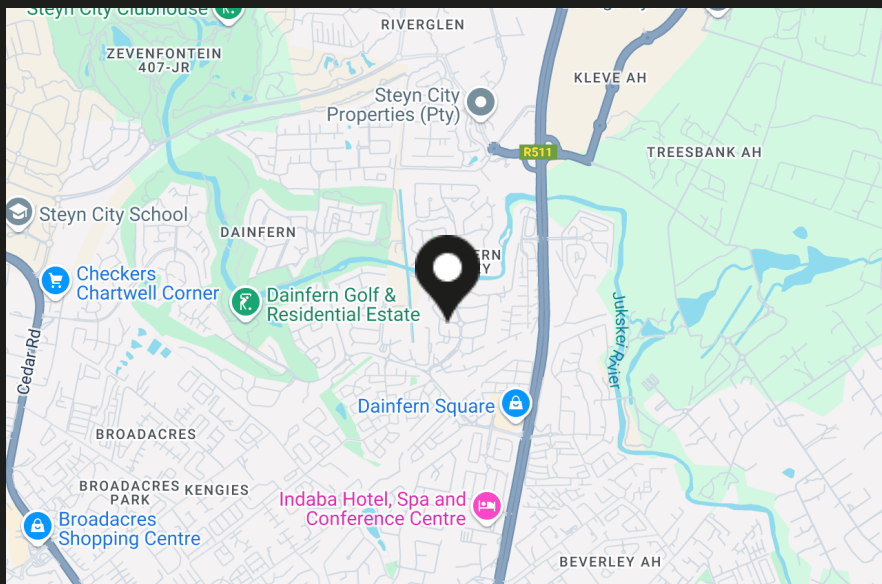 Steyn City Clubhouse
RIVERGLEN
ZEVENFONTEIN
407-JR
KLEVE AH
Steyn City
Properties (Pty)
R511
TREESBANK AH
Steyn City School
DAINFERN
ERN
Y
Checkers
Chartwell Corner
Dainfern Golf &
Residential Estate
Jukskei Rivier
Cedar Rd
Dainfern Square
BROADACRES
BROADACRES
PARK
KENGIES
Indaba Hotel, Spa and
Conference Centre
Broadacres
Shopping Centre
BEVERLEY AH